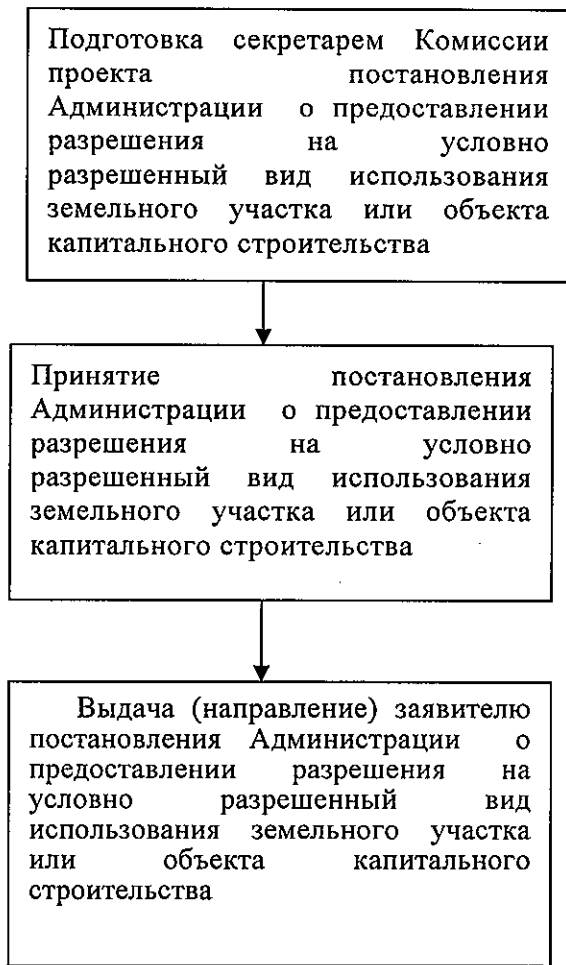 Подготовка секретарем Комиссии
проекта постановления
Администрации о предоставлении
разрешения на условно
разрешенный вид использования
земельного участка или объекта
капитального строительства
Принятие постановления
Администрации о предоставлении
разрешения на условно
разрешенный вид использования
земельного участка или объекта
капитального строительства
Выдача (направление) заявителю
постановления Администрации о
предоставлении разрешения на
условно разрешенный вид
использования земельного участка
или объекта капитального
строительства